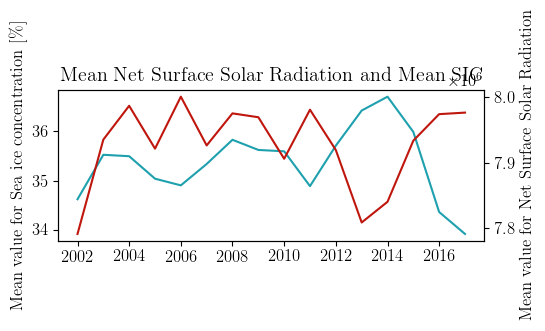 Mean Net Surface Solar Radiation and Mean SIC
×10⁶
Mean value for Sea ice concentration [%]
36
35
34
8.0
7.9
7.8
Mean value for Net Surface Solar Radiation
2002 2004 2006 2008 2010 2012 2014 2016